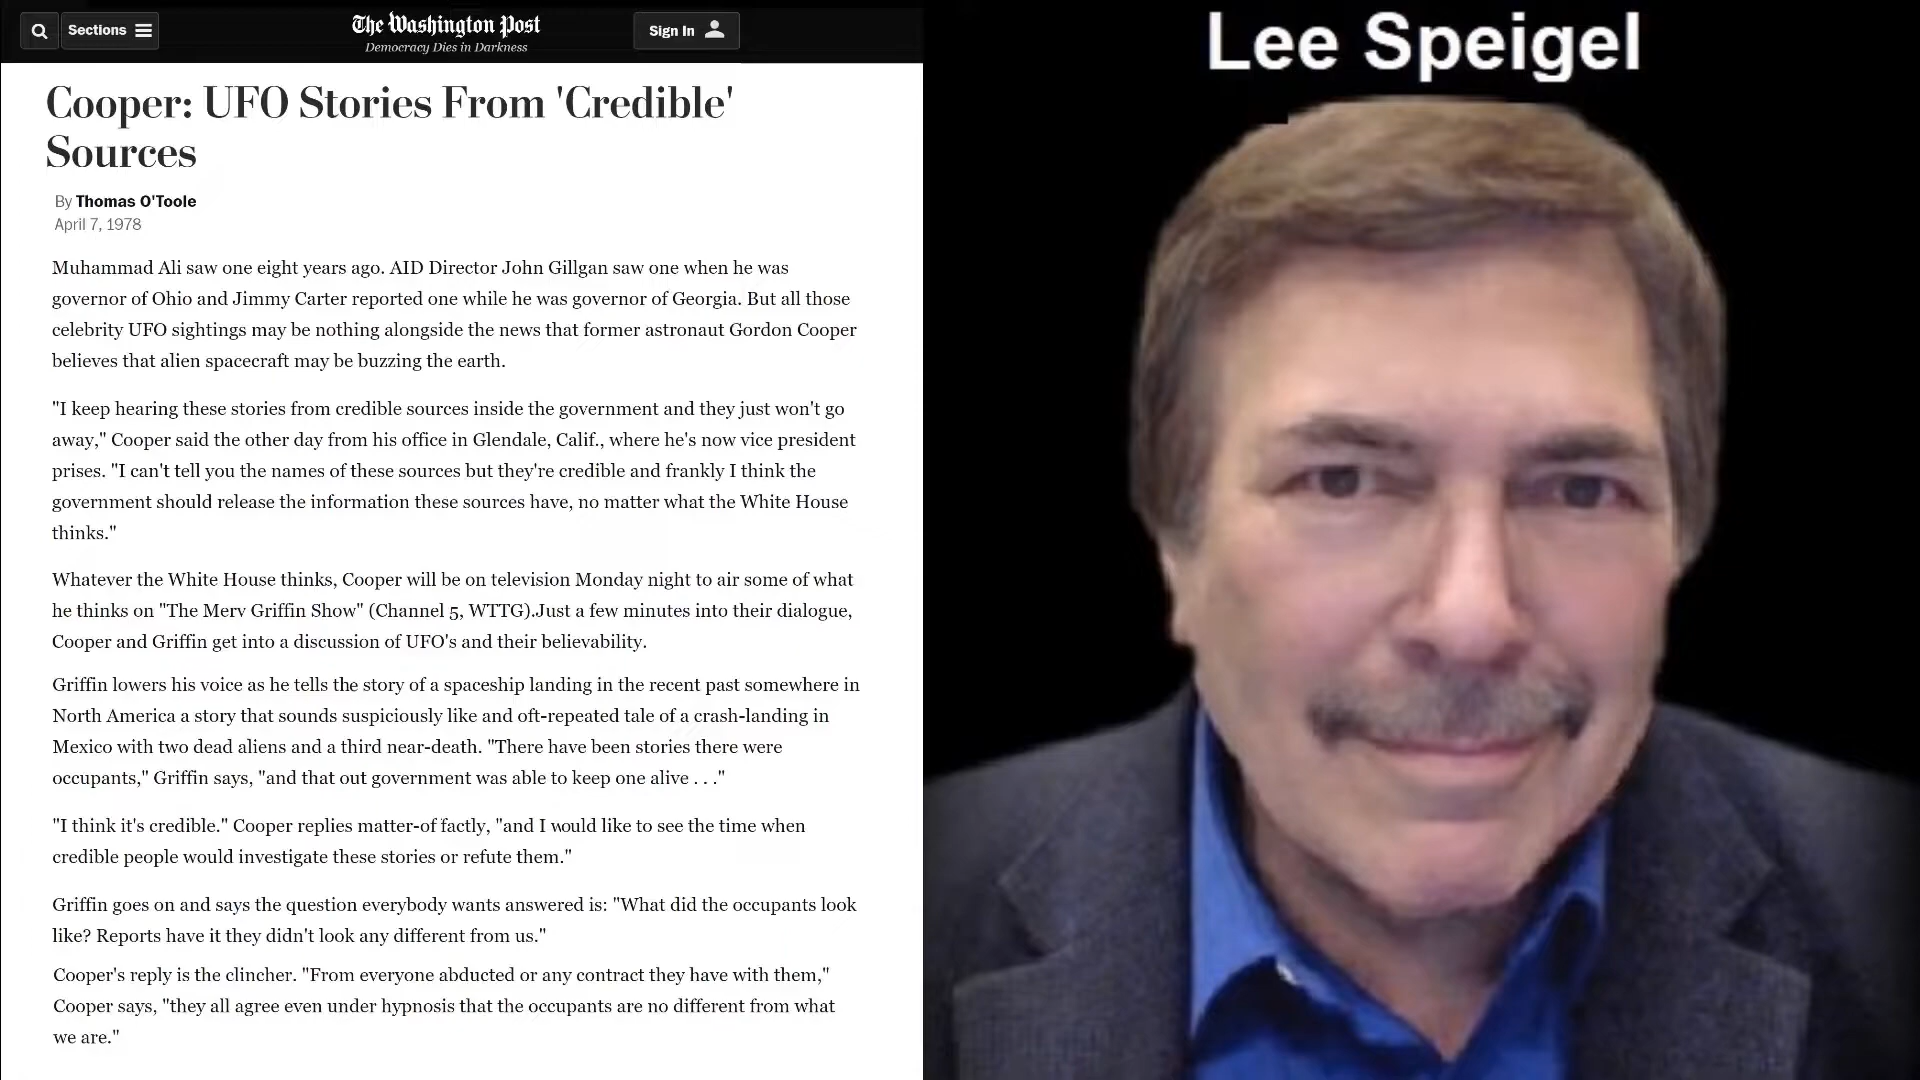 Sections
The Washington Post
Democracy Dies in Darkness
Sign In
Lee Speigel
Cooper: UFO Stories From 'Credible'
Sources
By Thomas O'Toole
April 7, 1978
Muhammad Ali saw one eight years ago. AID Director John Gillgan saw one when he was
governor of Ohio and Jimmy Carter reported one while he was governor of Georgia. But all those
celebrity UFO sightings may be nothing alongside the news that former astronaut Gordon Cooper
believes that alien spacecraft may be buzzing the earth.
"I keep hearing these stories from credible sources inside the government and they just won't go
away," Cooper said the other day from his office in Glendale, Calif., where he's now vice president
prises. "I can't tell you the names of these sources but they're credible and frankly I think the
government should release the information these sources have, no matter what the White House
thinks."
Whatever the White House thinks, Cooper will be on television Monday night to air some of what
he thinks on "The Merv Griffin Show" (Channel 5, WTTG).Just a few minutes into their dialogue,
Cooper and Griffin get into a discussion of UFO's and their believability.
Griffin lowers his voice as he tells the story of a spaceship landing in the recent past somewhere in
North America a story that sounds suspiciously like and oft-repeated tale of a crash-landing in
Mexico with two dead aliens and a third near-death. "There have been stories there were
occupants," Griffin says, "and that out government was able to keep one alive . . ."
"I think it's credible." Cooper replies matter-of factly, "and I would like to see the time when
credible people would investigate these stories or refute them."
Griffin goes on and says the question everybody wants answered is: "What did the occupants look
like? Reports have it they didn't look any different from us."
Cooper's reply is the clincher. "From everyone abducted or any contract they have with them,"
Cooper says, "they all agree even under hypnosis that the occupants are no different from what
we are."